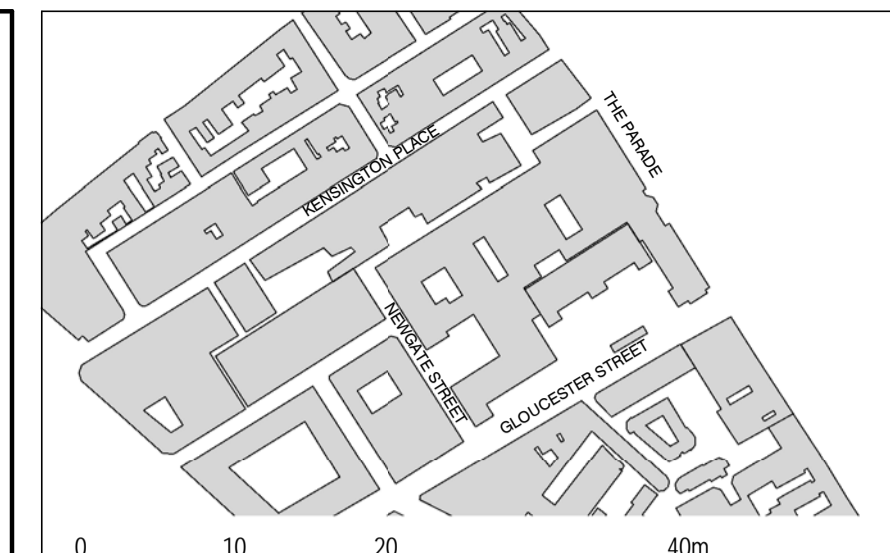 THE PARADE
KENSINGTON PLACE
NEWGATE STREET
GLOUCESTER STREET
0 10 20 40m